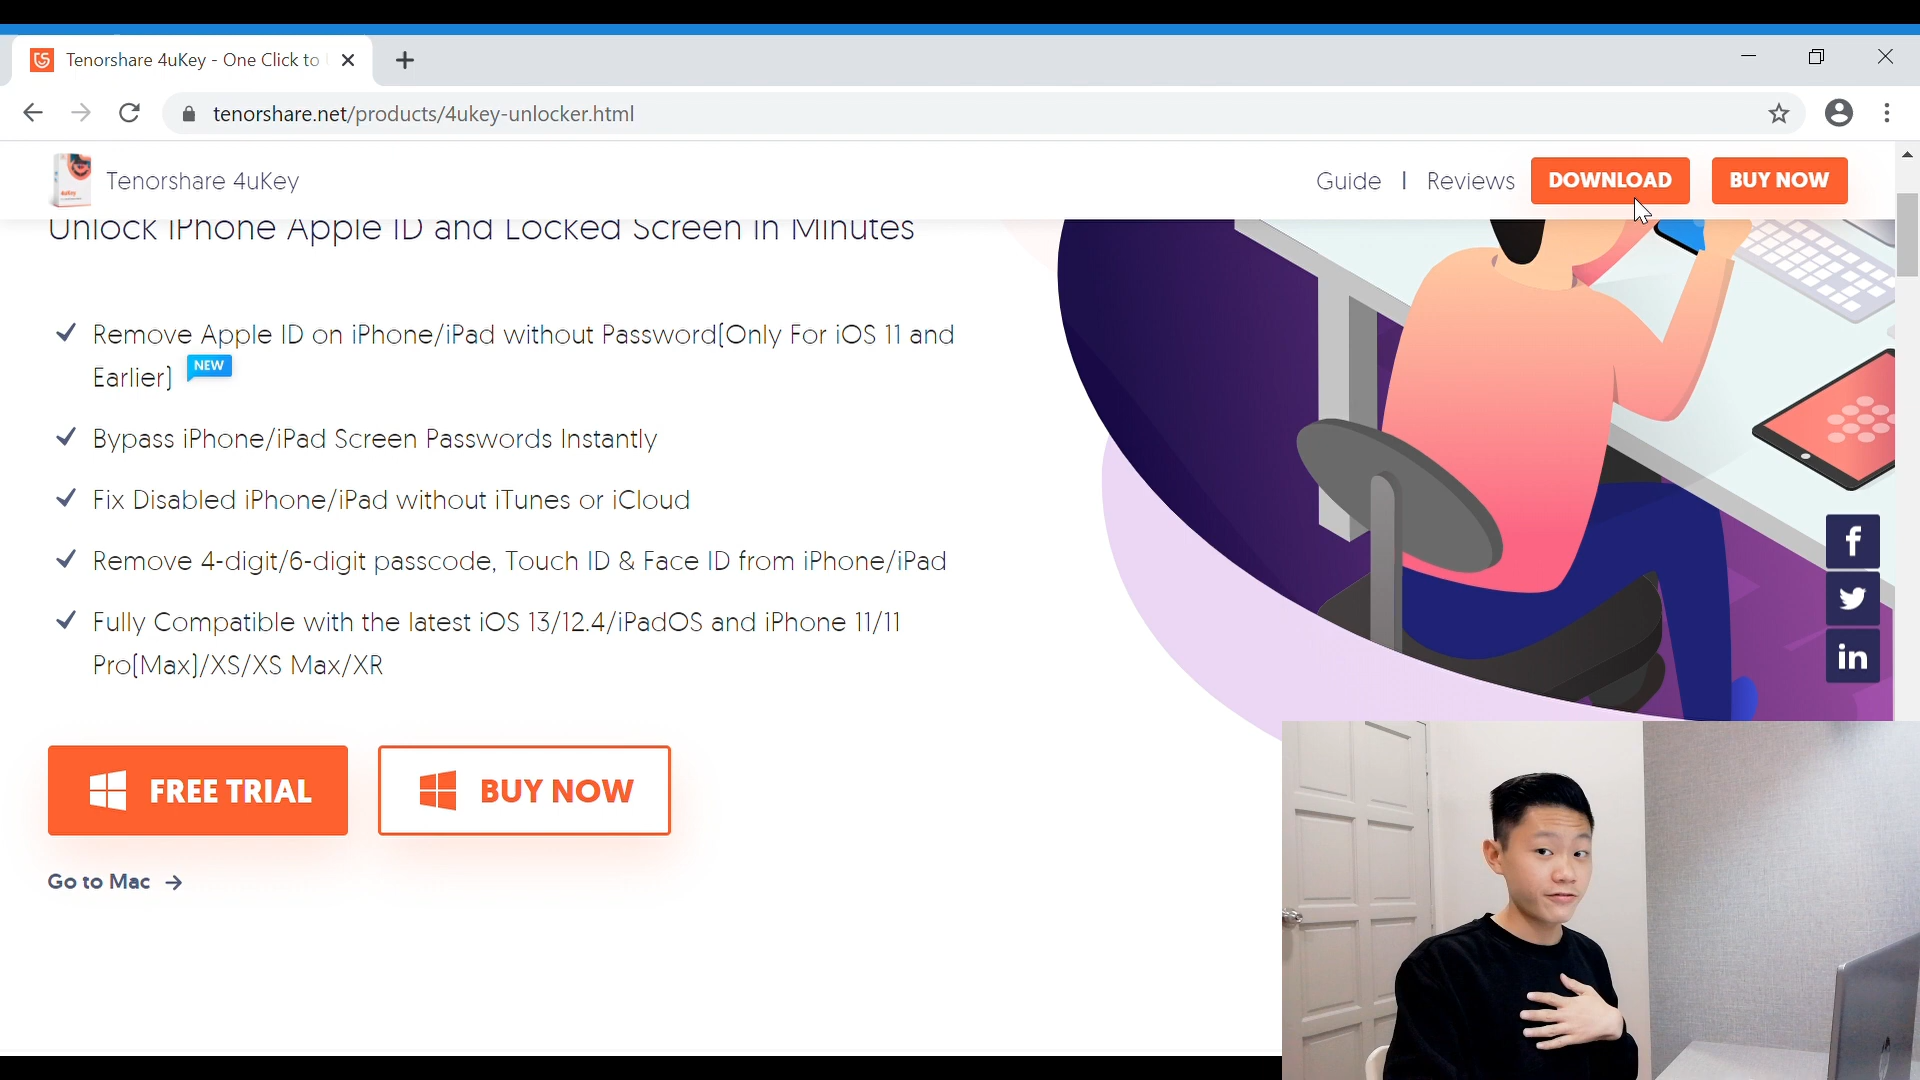 Tenorshare 4uKey - One Click to
tenorshare.net/products/4ukey-unlocker.html
Tenorshare 4uKey
Guide | Reviews DOWNLOAD BUY NOW
Unlock iPhone Apple ID and Locked Screen in Minutes
Remove Apple ID on iPhone/iPad without Password(Only For iOS 11 and
Earlier) NEW
Bypass iPhone/iPad Screen Passwords Instantly
Fix Disabled iPhone/iPad without iTunes or iCloud
Remove 4-digit/6-digit passcode, Touch ID & Face ID from iPhone/iPad
Fully Compatible with the latest iOS 13/12.4/iPadOS and iPhone 11/11
Pro(Max)/XS/XS Max/XR
f
in
FREE TRIAL BUY NOW
Go to Mac